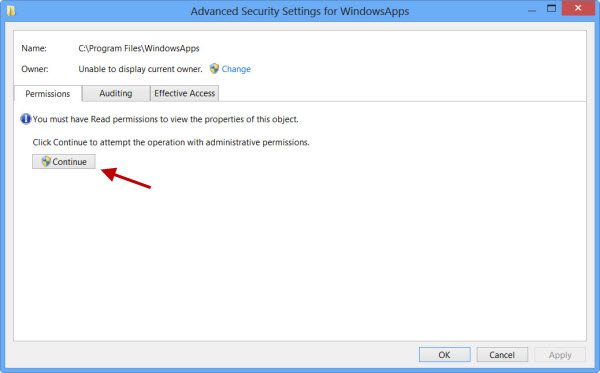 Advanced Security Settings for WindowsApps
Name: C:\Program Files\WindowsApps
Owner: Unable to display current owner. Change
Permissions Auditing Effective Access
You must have Read permissions to view the properties of this object.
Click Continue to attempt the operation with administrative permissions.
Continue
OK Cancel Apply